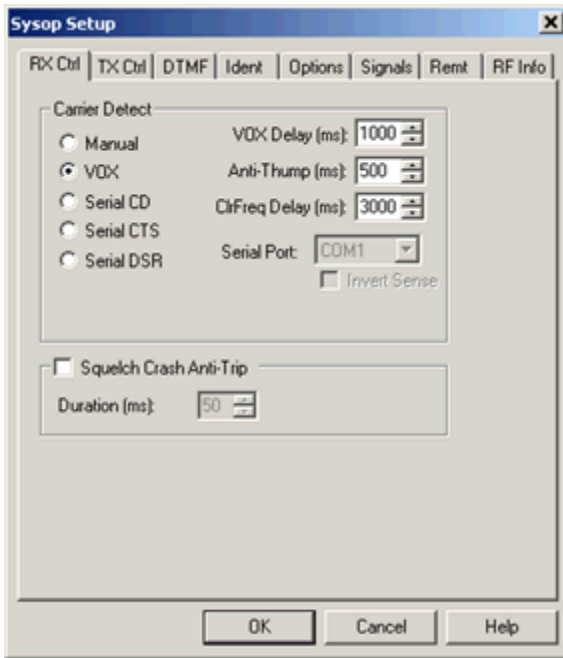 Sysop Setup
RX Ctrl TX Ctrl DTMF Ident Options Signals Remt RF Info
Carrier Detect
Manual VOX Delay (ms): 1000
VOX Anti-Thump (ms): 500
Serial CD ClrFreq Delay (ms): 3000
Serial CTS
Serial DSR Serial Port: COM1
Invert Sense
Squelch Crash Anti-Trip
Duration (ms): 50
OK Cancel Help